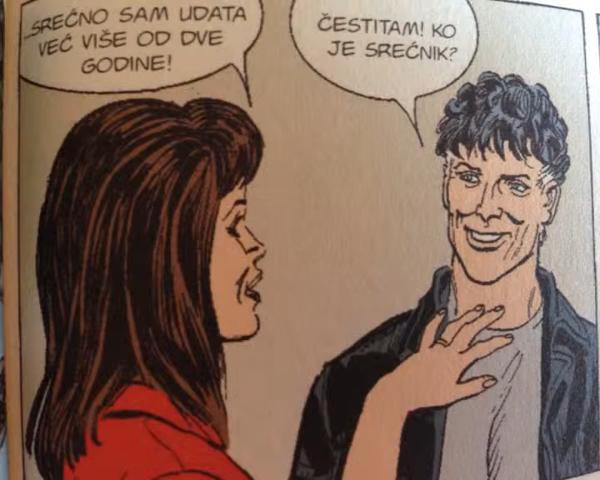 ...SREĆNO SAM UDATA
VEĆ VIŠE OD DVE
GODINE!
ČESTITAM! KO
JE SREĆNIK?